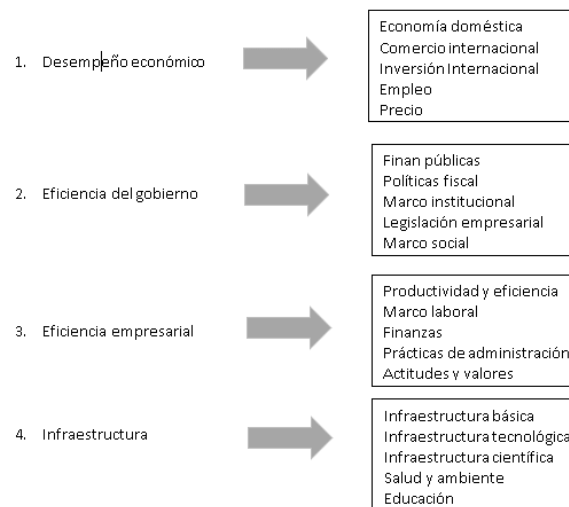 1. Desempeño económico
Economía doméstica
Comercio internacional
Inversión Internacional
Empleo
Precio
2. Eficiencia del gobierno
Finan públicas
Políticas fiscal
Marco institucional
Legislación empresarial
Marco social
3. Eficiencia empresarial
Productividad y eficiencia
Marco laboral
Finanzas
Prácticas de administración
Actitudes y valores
4. Infraestructura
Infraestructura básica
Infraestructura tecnológica
Infraestructura científica
Salud y ambiente
Educación